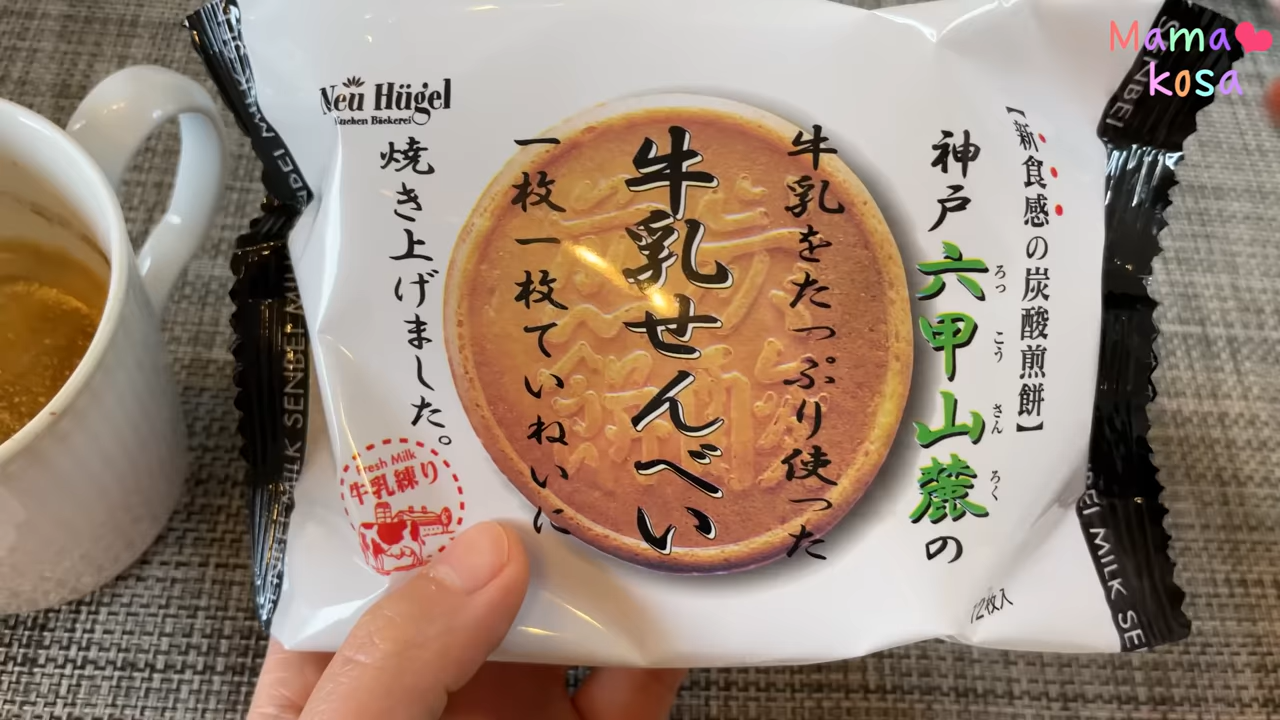 Mama
kosa
【新食感の炭酸煎餅】
神戸六甲山麓の
ろっこうさんろく
牛乳をたっぷり使った
牛乳せんべい
一枚一枚ていねいに
焼き上げました。
Neu Hügel
Kuchen Bäckerei
Fresh Milk
牛乳練り
12枚入
SENBEI
BEI MILK SE
MILK SENBEI MIL